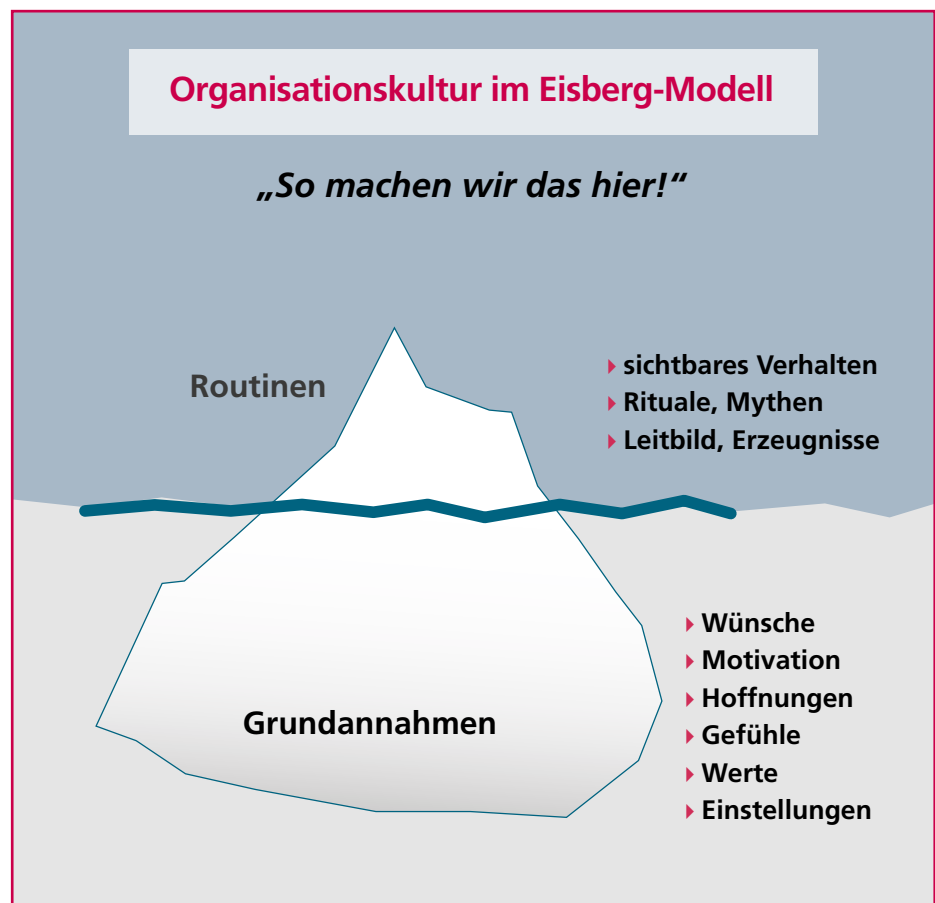 Organisationskultur im Eisberg-Modell
„So machen wir das hier!“
Routinen
sichtbares Verhalten
Rituale, Mythen
Leitbild, Erzeugnisse
Grundannahmen
Wünsche
Motivation
Hoffnungen
Gefühle
Werte
Einstellungen